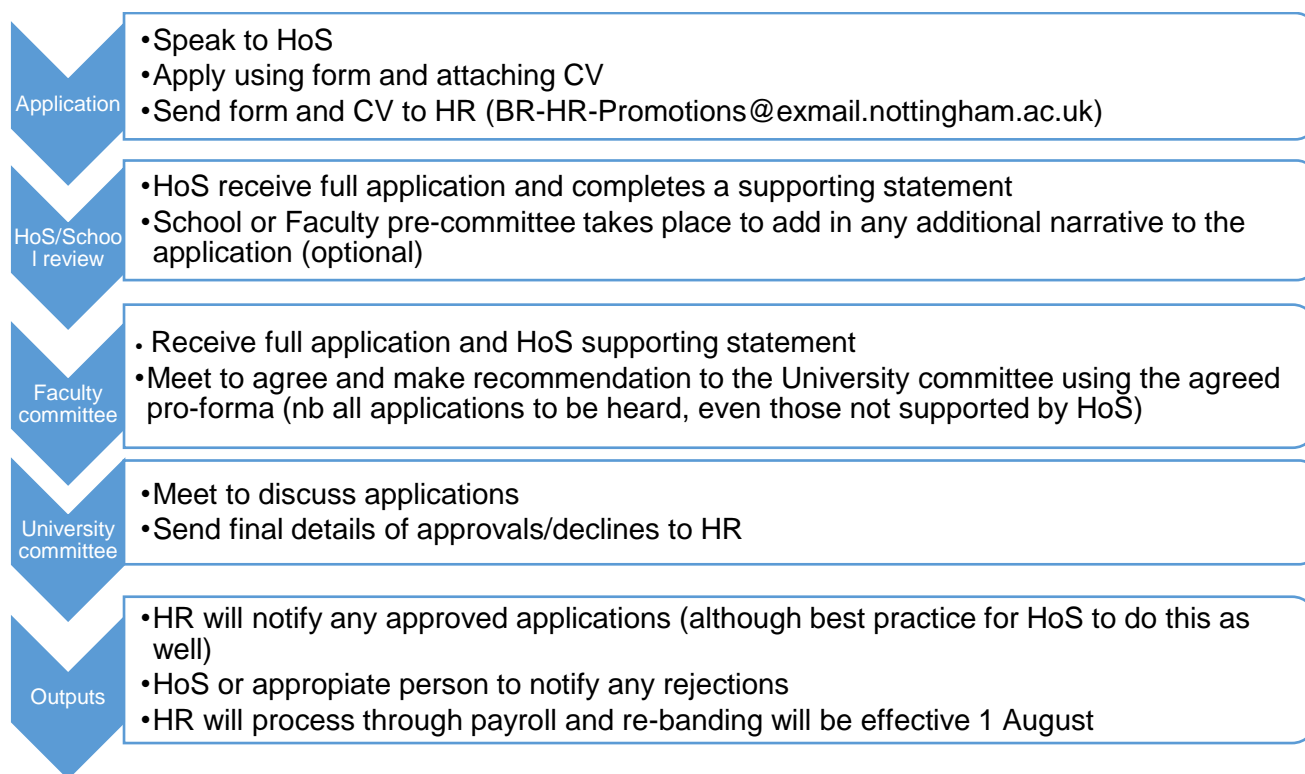 Application
•Speak to HoS
•Apply using form and attaching CV
•Send form and CV to HR (BR-HR-Promotions@exmail.nottingham.ac.uk)
HoS/Schoo
l review
•HoS receive full application and completes a supporting statement
•School or Faculty pre-committee takes place to add in any additional narrative to the
application (optional)
Faculty
committee
• Receive full application and HoS supporting statement
•Meet to agree and make recommendation to the University committee using the agreed
pro-forma (nb all applications to be heard, even those not supported by HoS)
University
committee
•Meet to discuss applications
•Send final details of approvals/declines to HR
Outputs
•HR will notify any approved applications (although best practice for HoS to do this as
well)
•HoS or appropiate person to notify any rejections
•HR will process through payroll and re-banding will be effective 1 August